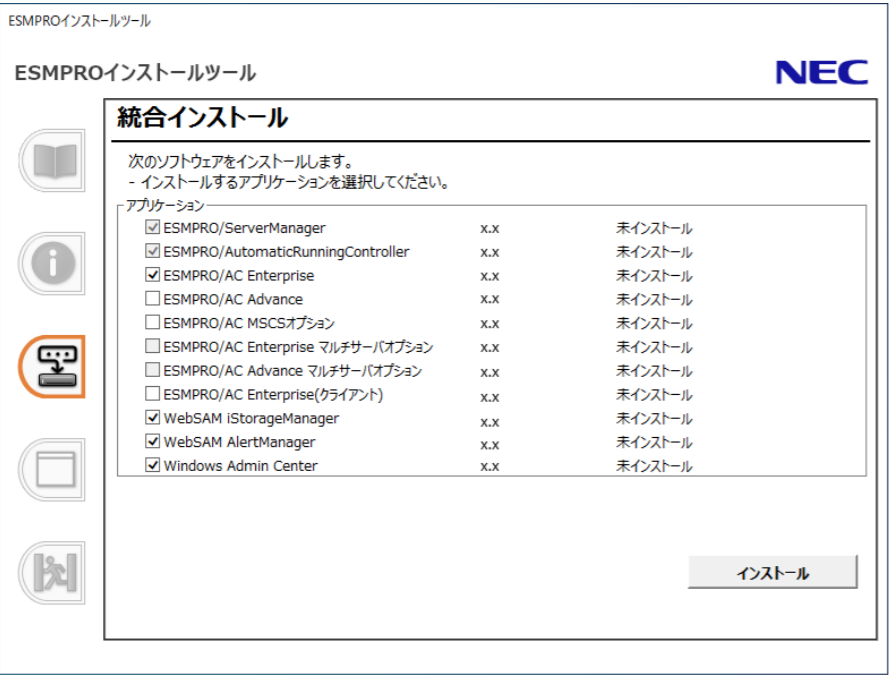 ESMPROインストールツール
ESMPROインストールツール NEC
統合インストール
次のソフトウェアをインストールします。
- インストールするアプリケーションを選択してください。
アプリケーション
ESMPRO/ServerManager x.x 未インストール
ESMPRO/AutomaticRunningController x.x 未インストール
ESMPRO/AC Enterprise x.x 未インストール
ESMPRO/AC Advance x.x 未インストール
ESMPRO/AC MSCSオプション x.x 未インストール
ESMPRO/AC Enterprise マルチサーバオプション x.x 未インストール
ESMPRO/AC Advance マルチサーバオプション x.x 未インストール
ESMPRO/AC Enterprise(クライアント) x.x 未インストール
WebSAM iStorageManager x.x 未インストール
WebSAM AlertManager x.x 未インストール
Windows Admin Center x.x 未インストール
インストール